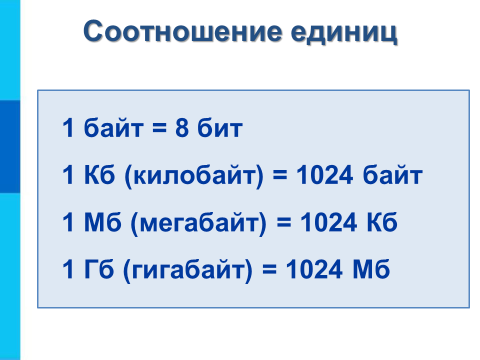 Соотношение единиц
1 байт = 8 бит
1 Кб (килобайт) = 1024 байт
1 Мб (мегабайт) = 1024 Кб
1 Гб (гигабайт) = 1024 Мб